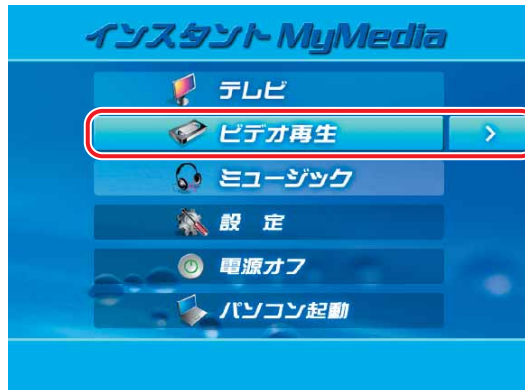 インスタント MyMedia
テレビ
ビデオ再生
ミュージック
設 定
電源オフ
パソコン起動